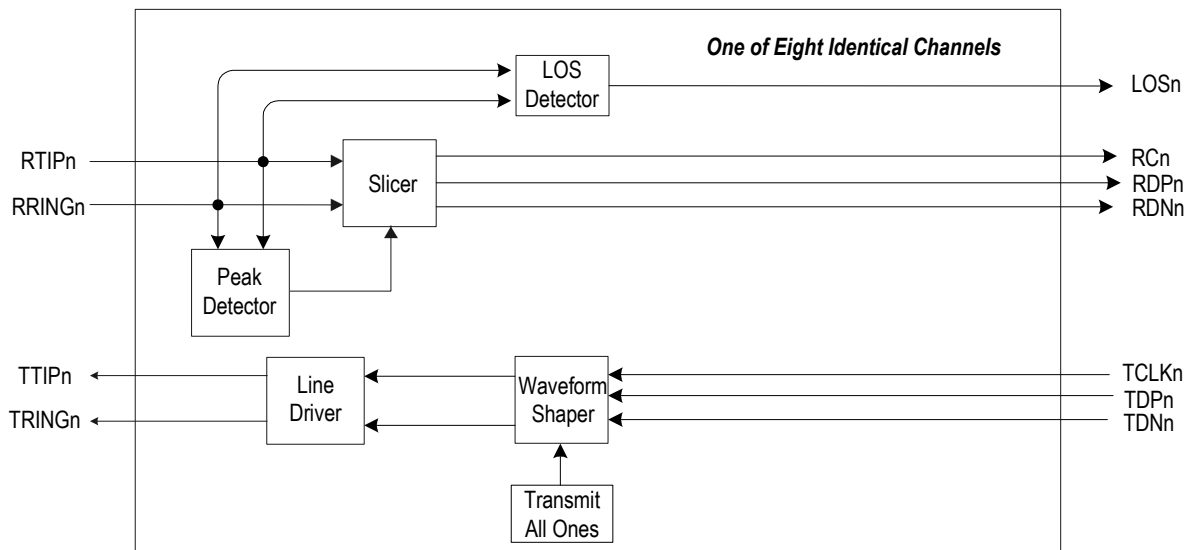 One of Eight Identical Channels
LOS
Detector
LOSn
RTIPn
RRINGn
Slicer
RCn
RDPn
RDNn
Peak
Detector
TTIPn
TRINGn
Line
Driver
Waveform
Shaper
TCLKn
TDPn
TDNn
Transmit
All Ones